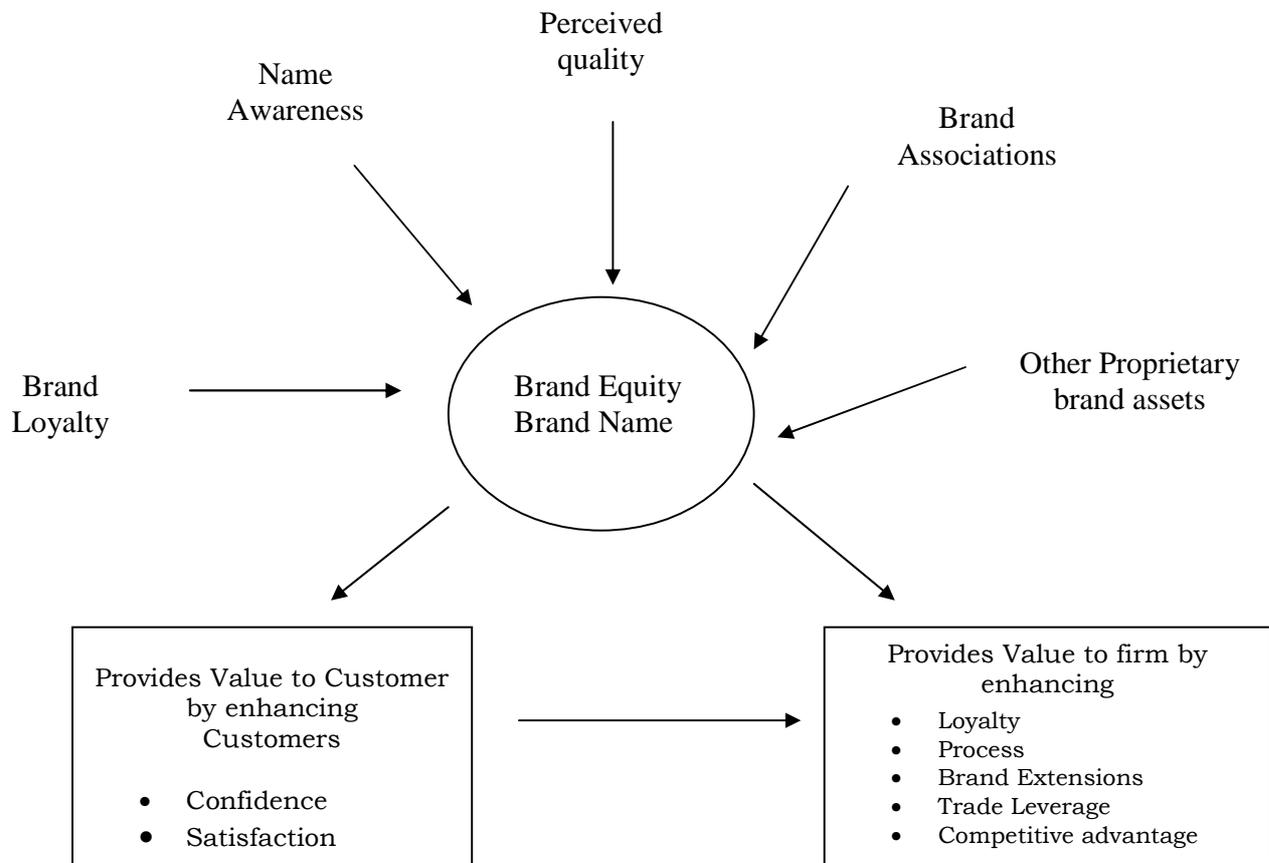 Perceived
quality
Name
Awareness
Brand
Associations
Brand
Loyalty
Brand Equity
Brand Name
Other Proprietary
brand assets
Provides Value to Customer
by enhancing
Customers
• Confidence
• Satisfaction
Provides Value to firm by
enhancing
• Loyalty
• Process
• Brand Extensions
• Trade Leverage
• Competitive advantage